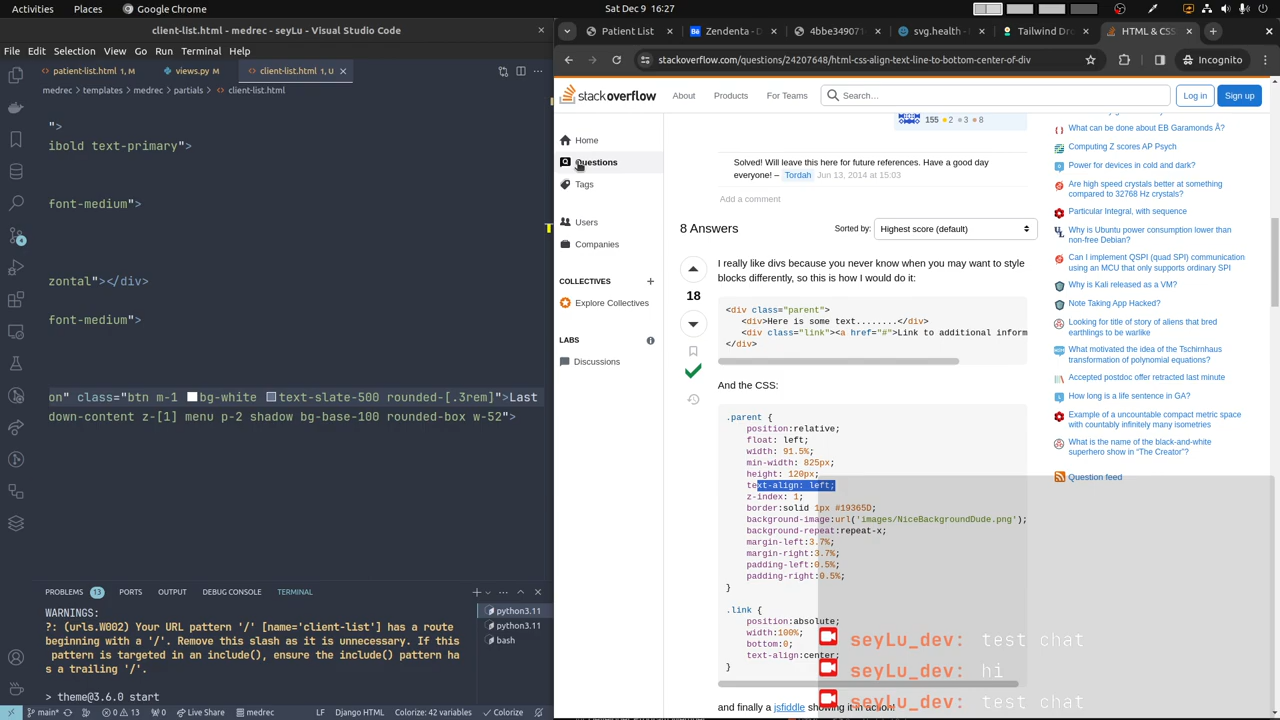 client-list.html - medrec - Visual Studio Code
File Edit Selection View Go Run Terminal Help
patient-list.html 1, M
views.py M
client-list.html 1, U
medrec > templates > medrec > partials > client-list.html
">
ibold text-primary">
font-medium">
zontal"></div>
font-medium">
on" class="btn m-1 bg-white text-slate-500 rounded-[.3rem]">Last
down-content z-[1] menu p-2 shadow bg-base-100 rounded-box w-52">
PROBLEMS 13 PORTS OUTPUT DEBUG CONSOLE TERMINAL
WARNINGS:
?: (urls.W002) Your URL pattern '/' [name='index'] has a route
beginning with a '/'. Remove this slash as it is unnecessary. If
this pattern is targeted in an include(), ensure the include() h
as a trailing '/'.
> theme@3.6.0 start
python3.11
python3.11
bash
main* 0 13 LF Django HTML Colorize: 42 variables Colorize
Patient List
Zendenta - D
4bbe34907
svg.health -
Tailwind Dro
HTML & CSS
stackoverflow.com/questions/24207648/html-css-align-text-line-to-bottom-center-of-div
Incognito
stackoverflow
About
Products
For Teams
Search…
Log in
Sign up
Home
Questions
Tags
Users
Companies
COLLECTIVES
Explore Collectives
LABS
Discussions
155 2 3 8
Solved! Will leave this here for future references. Have a good day
everyone! – Tordah Jun 13, 2014 at 15:03
Add a comment
8 Answers
Sorted by: Highest score (default)
18
I really like divs because you never know when you may want to style
blocks differently, so this is how I would do it:
<div class="parent">
<div>Here is some text........</div>
<div class="link"><a href="#">Link to additional inform
</div>
And the CSS:
.parent {
position:relative;
float: left;
width: 91.5%;
min-width: 825px;
height: 120px;
text-align: left;
z-index: 1;
border:solid 1px #19365D;
background-image:url('images/NiceBackgroundDude.png');
background-repeat:repeat-x;
margin-left:3.7%;
margin-right:3.7%;
padding-left:0.5%;
padding-right:0.5%;
}
.link {
position:absolute;
width:100%;
bottom:0;
text-align:center;
}
and finally a jsfiddle showing it in action!
What can be done about EB Garamonds Å?
Computing Z scores AP Psych
Power for devices in cold and dark?
Are high speed crystals better at something
compared to 32768 Hz crystals?
Particular Integral, with sequence
Why is Ubuntu power consumption lower than
non-free Debian?
Can I implement QSPI (quad SPI) communication
using an MCU that only supports ordinary SPI
Why is Kali released as a VM?
Note Taking App Hacked?
Looking for title of story of aliens that bred
earthlings to be warlike
What motivated the idea of the Tschirnhaus
transformation of polynomial equations?
Accepted postdoc offer retracted last minute
How long is a life sentence in GA?
Example of a uncountable compact metric space
with countably infinitely many isometries
What is the name of the black-and-white
superhero show in “The Creator”?
Question feed
seyLu_dev: test chat
seyLu_dev: hi
seyLu_dev: test chat